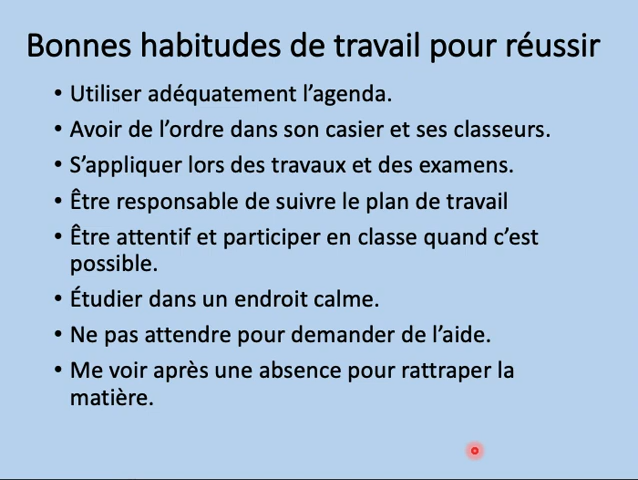 Bonnes habitudes de travail pour réussir
• Utiliser adéquatement l’agenda.
• Avoir de l’ordre dans son casier et ses classeurs.
• S’appliquer lors des travaux et des examens.
• Être responsable de suivre le plan de travail
• Être attentif et participer en classe quand c’est
possible.
• Étudier dans un endroit calme.
• Ne pas attendre pour demander de l’aide.
• Me voir après une absence pour rattraper la
matière.